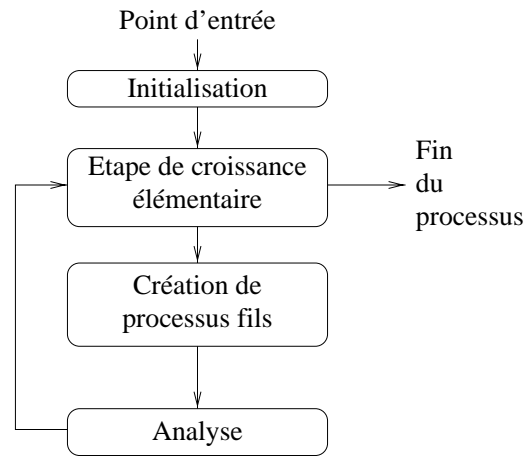 Point d'entrée
Initialisation
Etape de croissance
élémentaire
Fin
du
processus
Création de
processus fils
Analyse